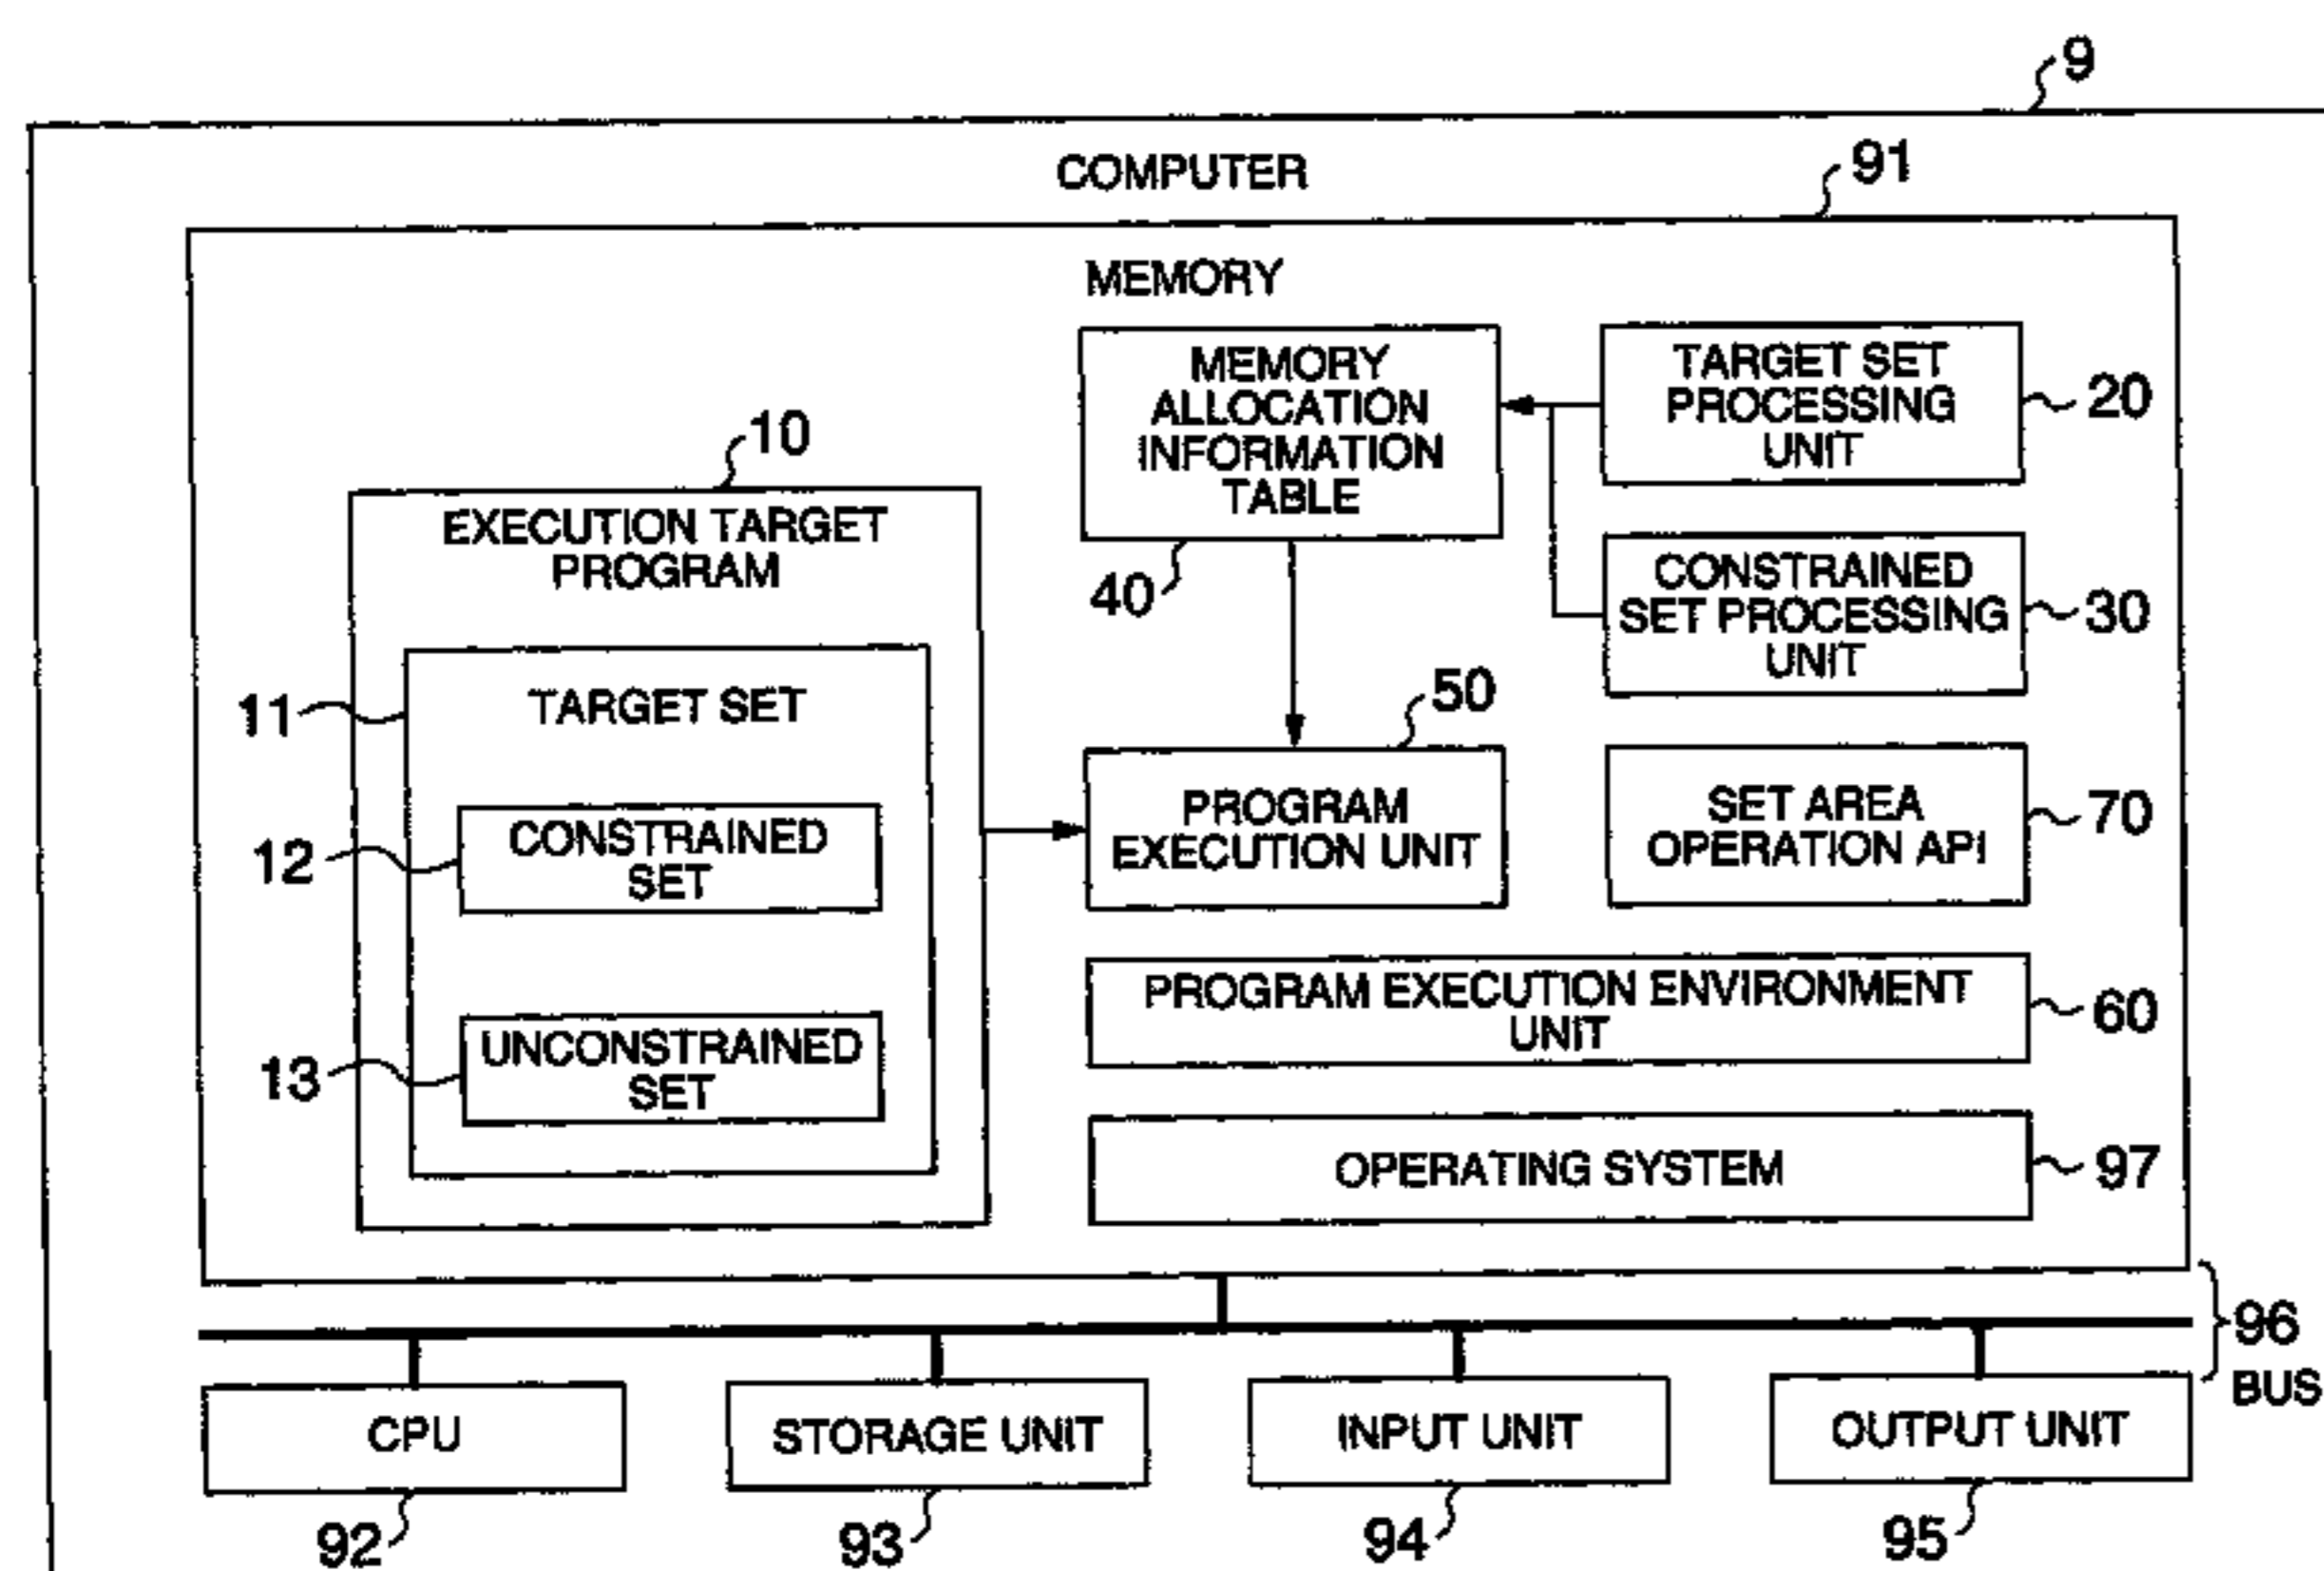 9
COMPUTER
91
MEMORY
MEMORY
ALLOCATION
INFORMATION
TABLE
40
TARGET SET
PROCESSING
UNIT
20
10
EXECUTION TARGET
PROGRAM
CONSTRAINED
SET PROCESSING
UNIT
30
11
TARGET SET
50
12
CONSTRAINED
SET
PROGRAM
EXECUTION UNIT
SET AREA
OPERATION API
70
13
UNCONSTRAINED
SET
PROGRAM EXECUTION ENVIRONMENT
UNIT
60
OPERATING SYSTEM
97
96
BUS
CPU
STORAGE UNIT
INPUT UNIT
OUTPUT UNIT
92
93
94
95